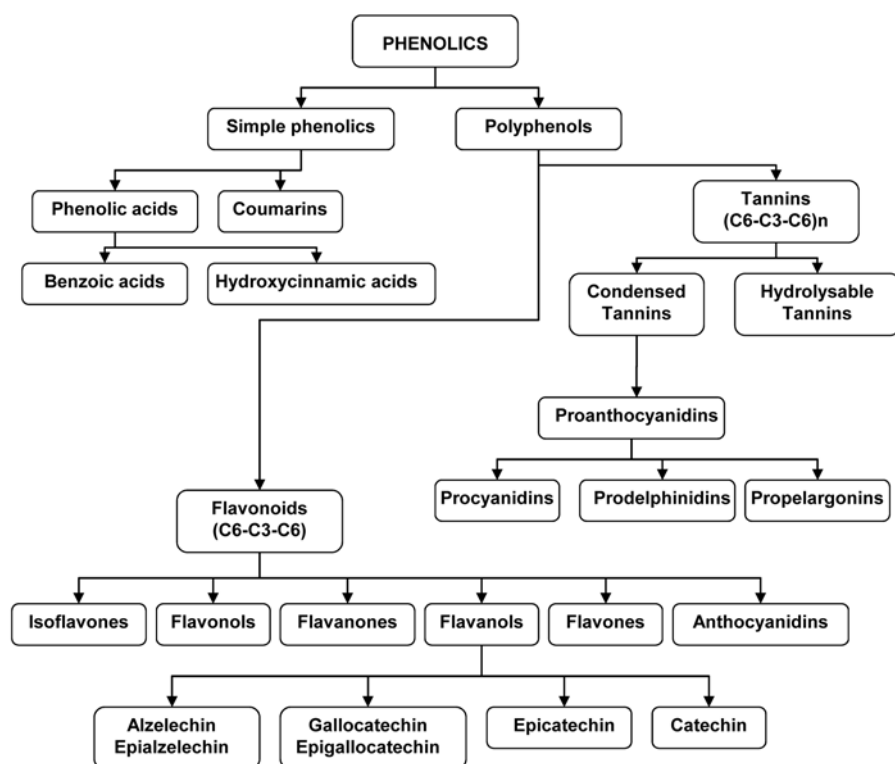 PHENOLICS
Simple phenolics
Polyphenols
Phenolic acids
Coumarins
Tannins
(C6-C3-C6)n
Benzoic acids
Hydroxycinnamic acids
Condensed
Tannins
Hydrolysable
Tannins
Proanthocyanidins
Procyanidins
Prodelphinidins
Propelargonins
Flavonoids
(C6-C3-C6)
Isoflavones
Flavonols
Flavanones
Flavanols
Flavones
Anthocyanidins
Alzelechin
Epialzelechin
Gallocatechin
Epigallocatechin
Epicatechin
Catechin